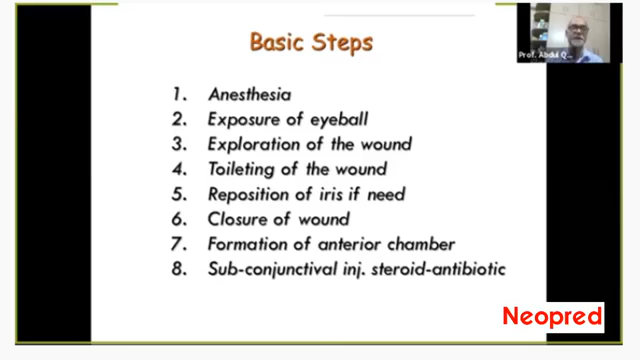 Basic Steps
Prof. Abdul Q...
1. Anesthesia
2. Exposure of eyeball
3. Exploration of the wound
4. Toileting of the wound
5. Reposition of iris if need
6. Closure of wound
7. Formation of anterior chamber
8. Sub-conjunctival inj. steroid-antibiotic
Neopred